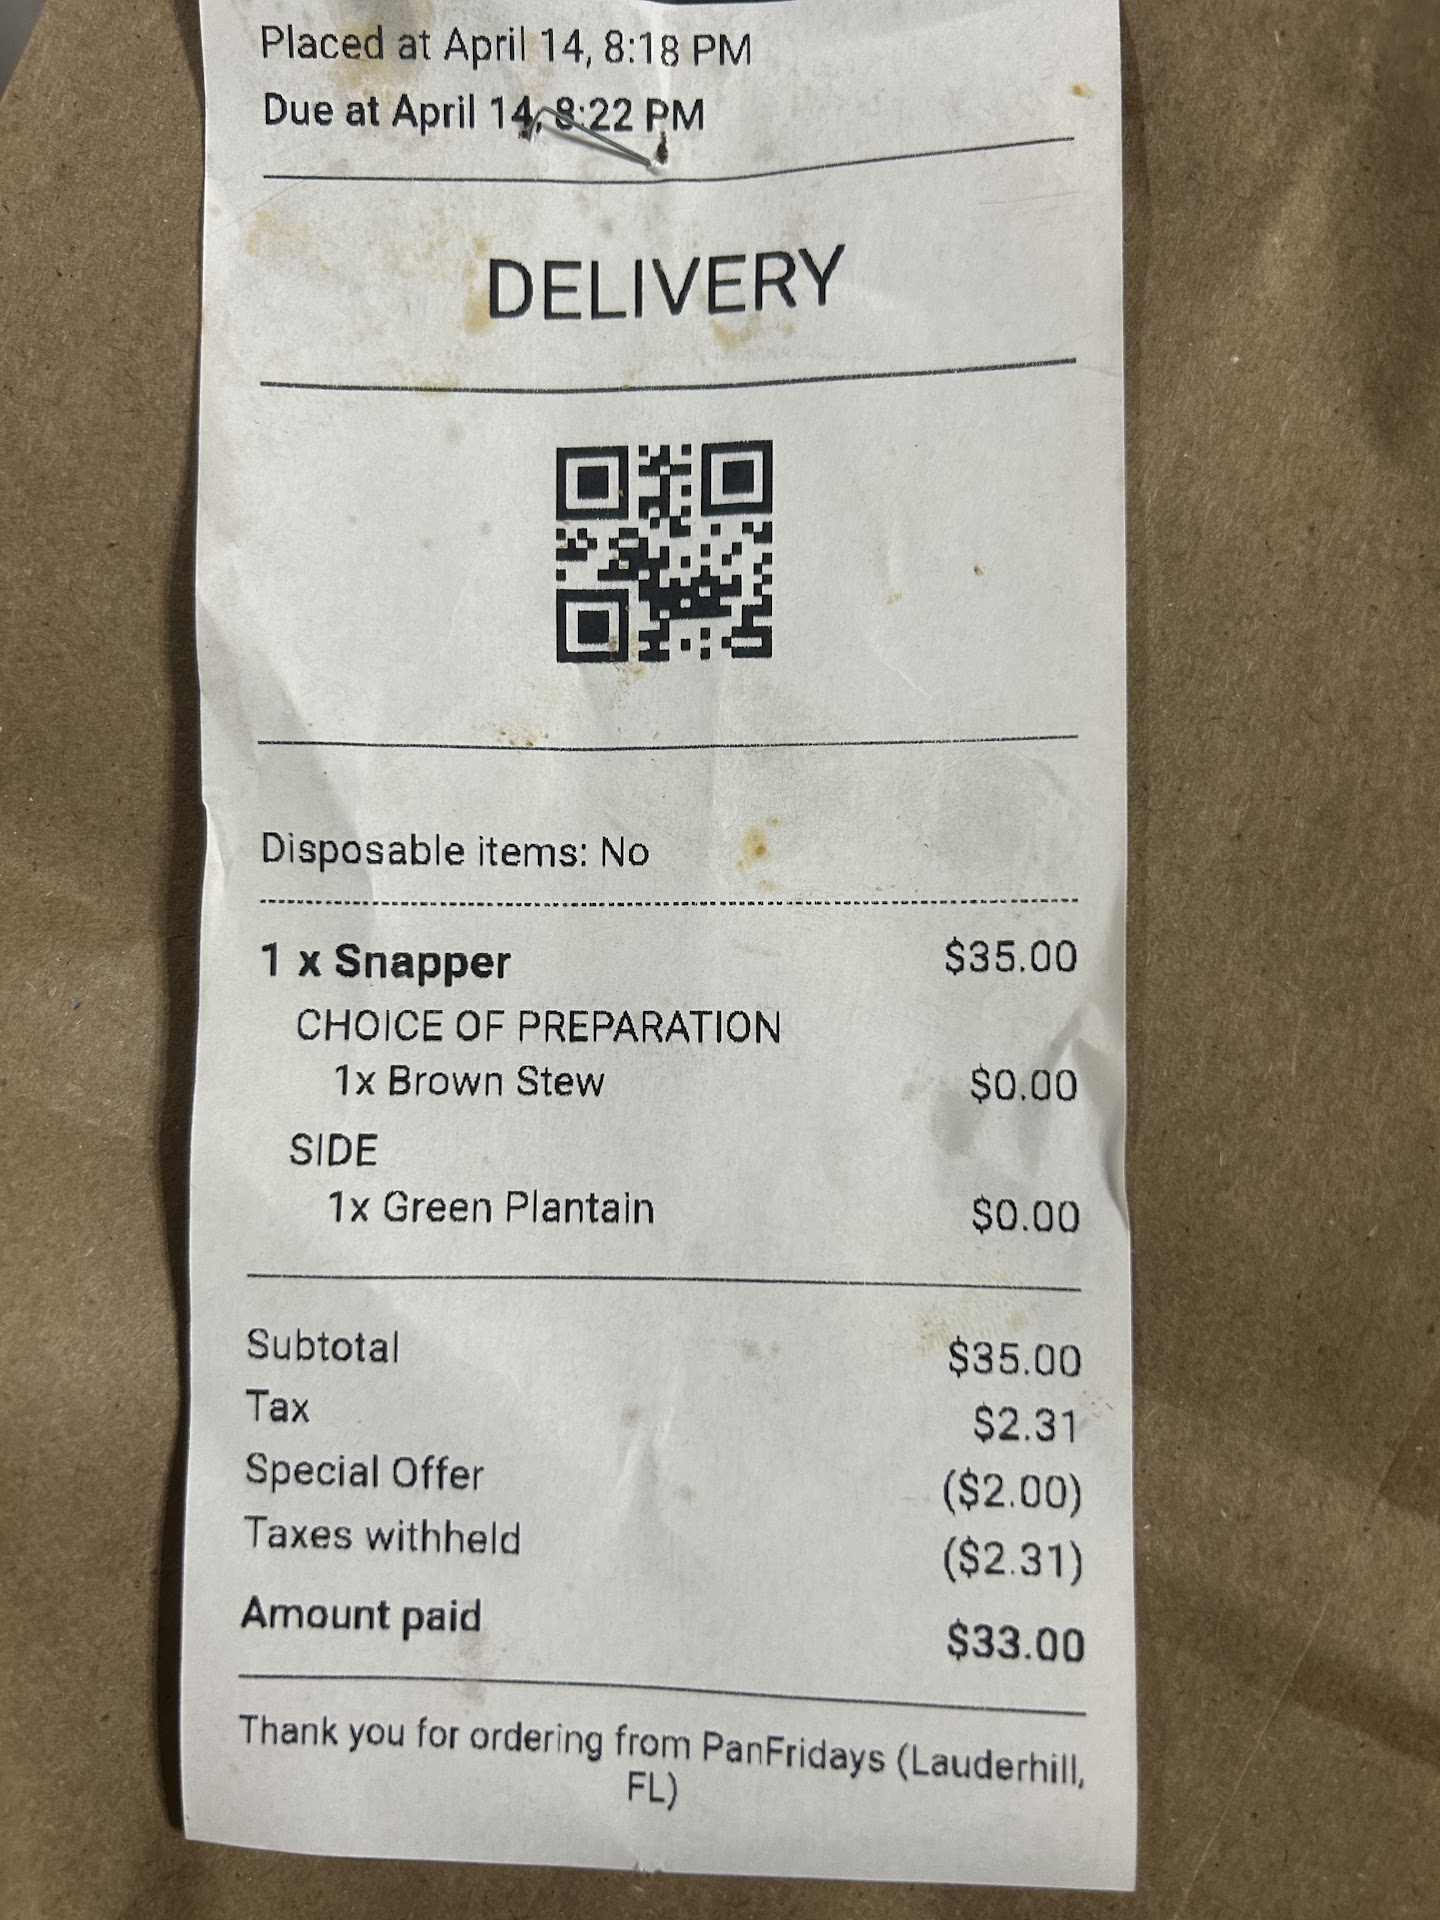 Placed at April 14, 8:18 PM
Due at April 14, 8:22 PM
DELIVERY
Disposable items: No
1 x Snapper $35.00
CHOICE OF PREPARATION
1x Brown Stew $0.00
SIDE
1x Green Plantain $0.00
Subtotal $35.00
Tax $2.31
Special Offer ($2.00)
Taxes withheld ($2.31)
Amount paid $33.00
Thank you for ordering from PanFridays (Lauderhill,
FL)